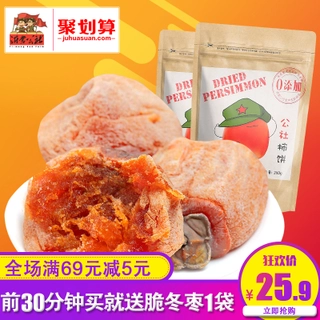 聚划算
juhuasuan.com
DRIED
PERSIMMON
DRIED
PERSIMMON
0添加
公社柿饼
全场满69元减5元
前30分钟买就送脆冬枣1袋
狂欢价
¥25.9
立即抢购